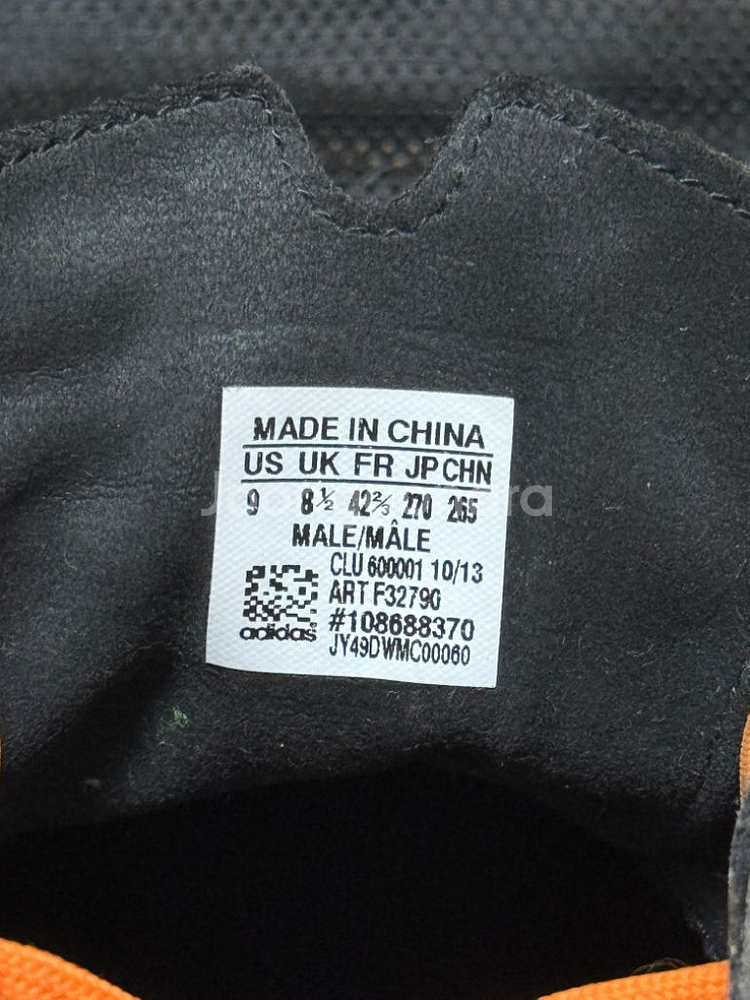 MADE IN CHINA
US UK FR JP CHN
9 8½ 42⅔ 270 265
MALE/MÂLE
CLU 600001 10/13
ART F32790
#108688370
adidas
JY49DWMC00060